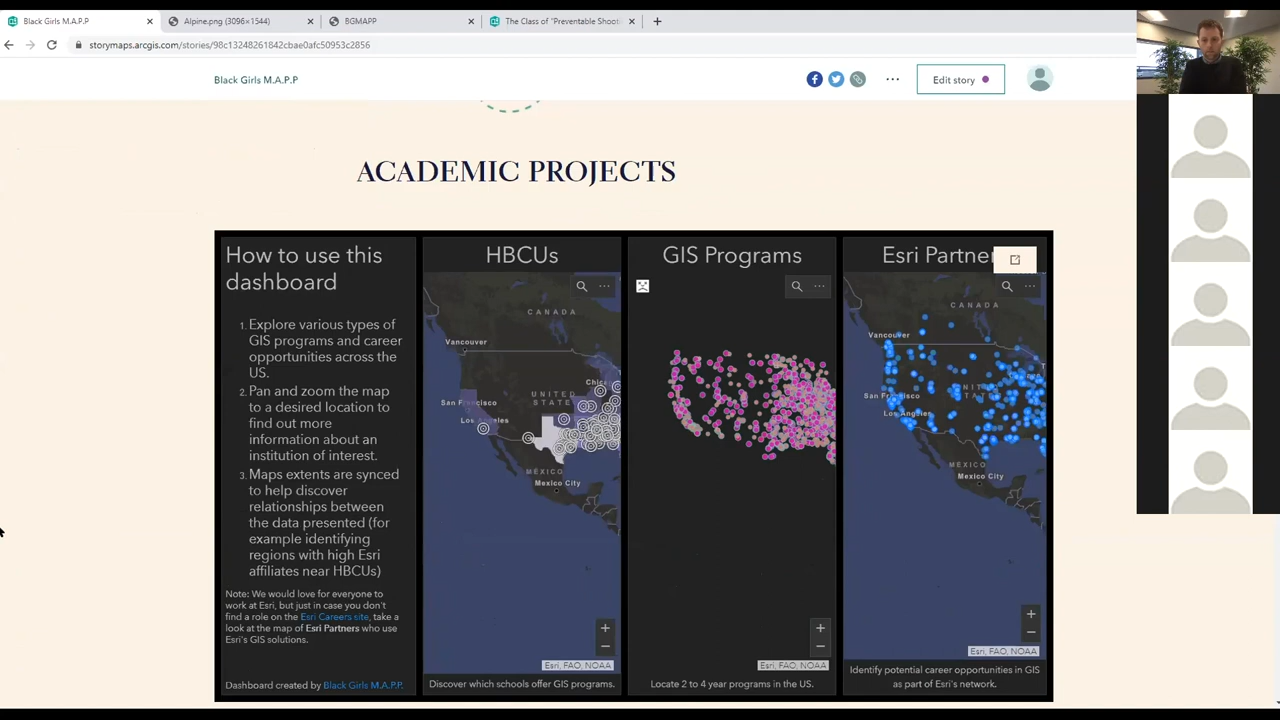 Black Girls M.A.P.P
Alpine.png (3096×1544)
BGMAPP
The Class of "Preventable Shooti
storymaps.arcgis.com/stories/98c13248261842cbae0afc50953c2856
Black Girls M.A.P.P
Edit story
ACADEMIC PROJECTS
How to use this
dashboard
1. Explore various types of
GIS programs and career
opportunities across the
US.
2. Pan and zoom the map
to a desired location to
find out more
information about an
institution of interest.
3. Maps extents are synced
to help discover
relationships between
the data presented (for
example identifying
regions with high Esri
affiliates near HBCUs)
Note: We would love for everyone to
work at Esri, but just in case you don't
find a role on the Esri Careers site, take a
look at the map of Esri Partners who use
Esri's GIS solutions.
Dashboard created by Black Girls M.A.P.P.
HBCUs
CANADA
Vancouver
Chic
UNITED
STATE
San Francisco
Los Angeles
MÉXICO
Mexico City
Esri, FAO, NOAA
Discover which schools offer GIS programs.
GIS Programs
Esri, FAO, NOAA
Locate 2 to 4 year programs in the US.
Esri Partner
CANADA
Vancouver
San Francisco
Los Angeles
MÉXICO
Mexico City
Esri, FAO, NOAA
Identify potential career opportunities in GIS
as part of Esri's network.